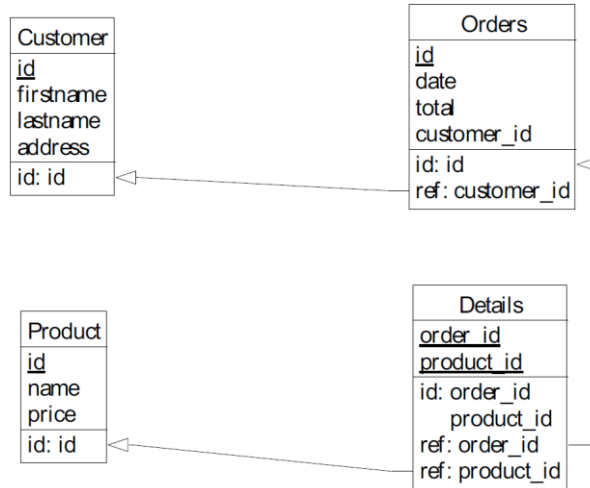 Customer
id
firstname
lastname
address
id: id
Orders
id
date
total
customer_id
id: id
ref: customer_id
Product
id
name
price
id: id
Details
order_id
product_id
id: order_id
product_id
ref: order_id
ref: product_id